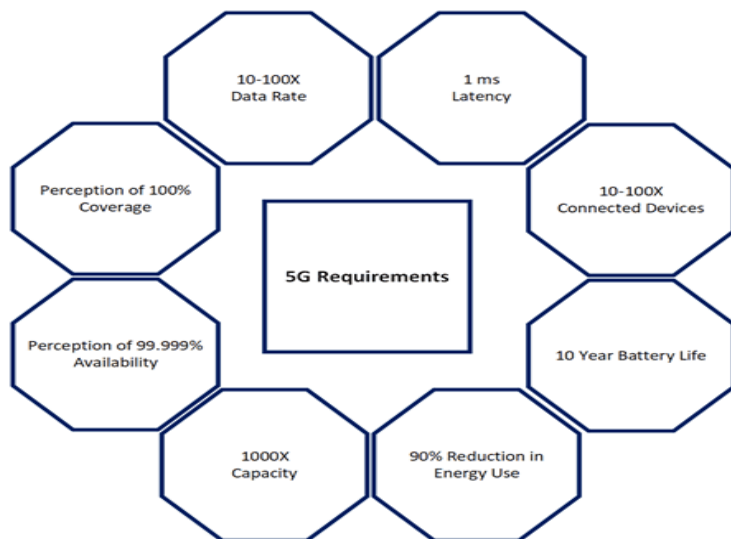 10-100X
Data Rate
1 ms
Latency
Perception of 100%
Coverage
10-100X
Connected Devices
5G Requirements
Perception of 99.999%
Availability
10 Year Battery Life
1000X
Capacity
90% Reduction in
Energy Use